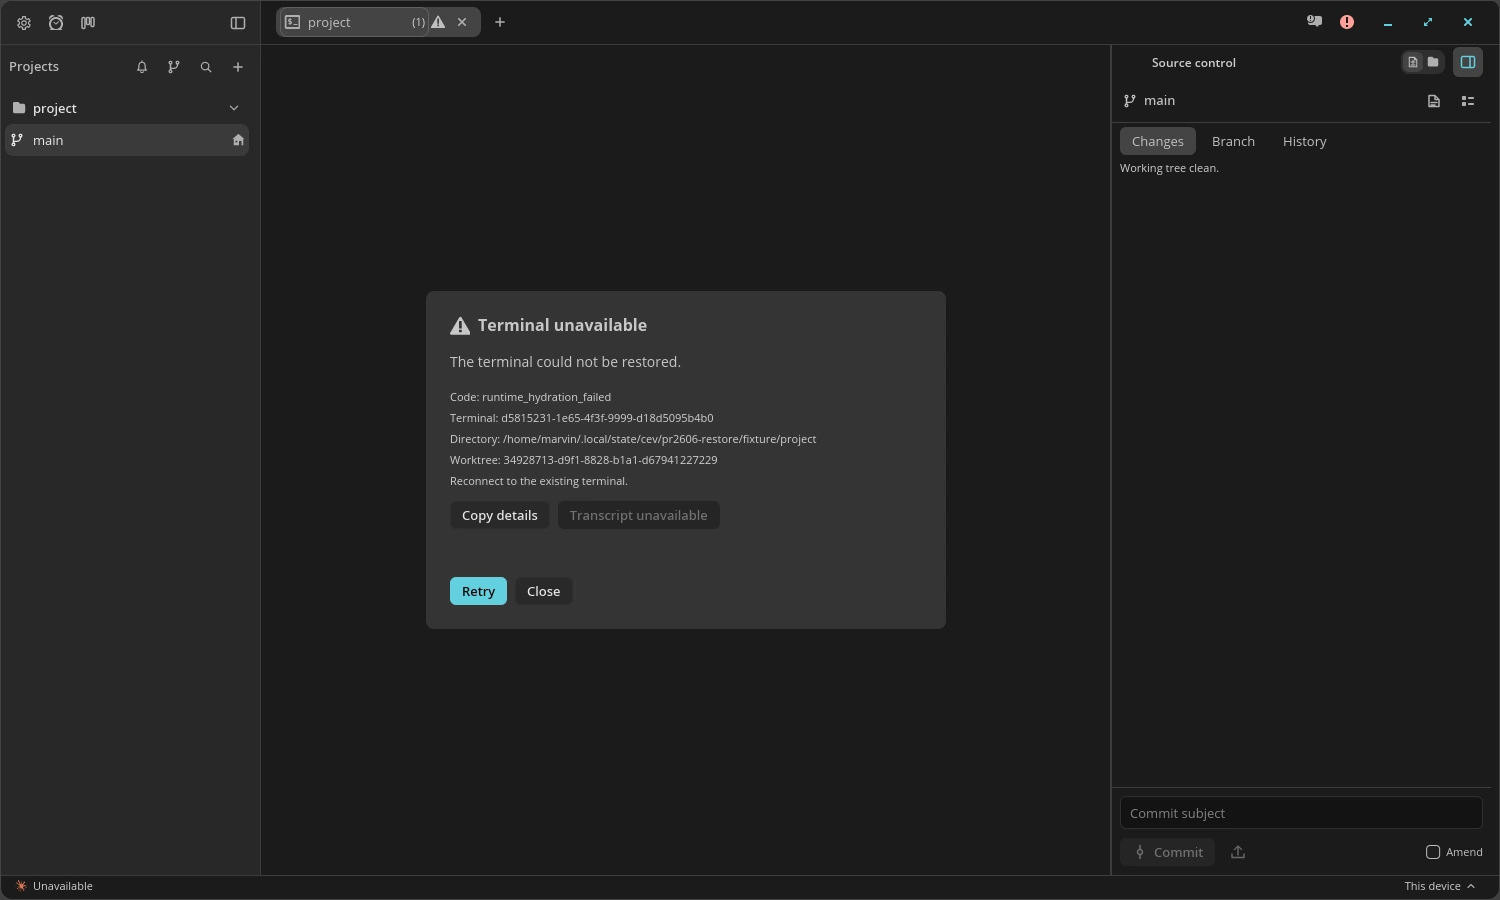 project (1)
Projects
project
main
Source control
main
Changes Branch History
Working tree clean.
Terminal unavailable
The terminal could not be restored.
Code: runtime_hydration_failed
Terminal: d5815231-1e65-4f3f-9999-d18d5095b4b0
Directory: /home/marvin/.local/state/cev/pr2606-restore/fixture/project
Worktree: 34928713-d9f1-8828-b1a1-d67941227229
Reconnect to the existing terminal.
Copy details Transcript unavailable
Retry Close
Commit subject
Commit Amend
Unavailable This device